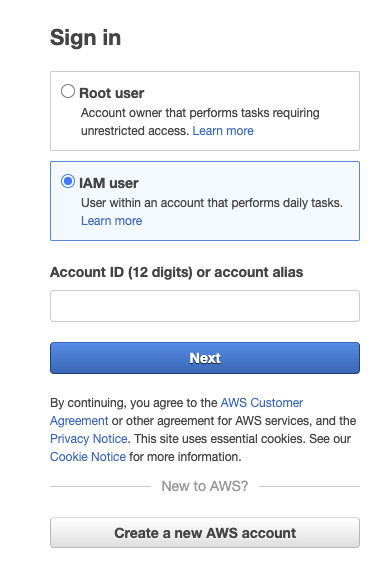 Sign in
Root user
Account owner that performs tasks requiring
unrestricted access. Learn more
IAM user
User within an account that performs daily tasks.
Learn more
Account ID (12 digits) or account alias
Next
By continuing, you agree to the AWS Customer
Agreement or other agreement for AWS services, and the
Privacy Notice. This site uses essential cookies. See our
Cookie Notice for more information.
New to AWS?
Create a new AWS account